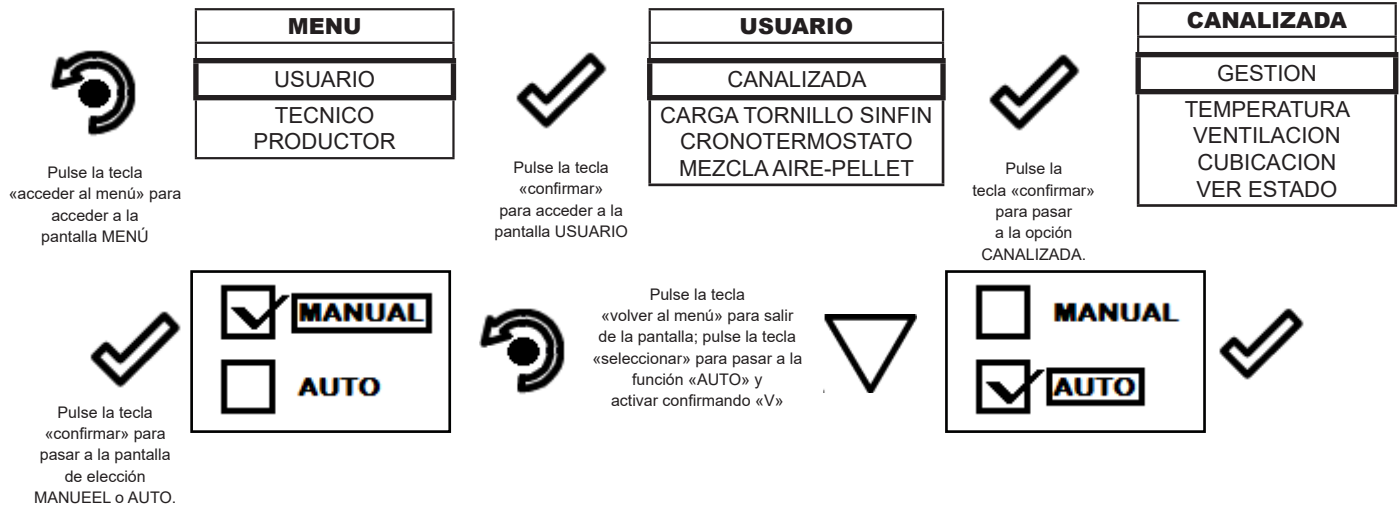 MENU
USUARIO
TECNICO
PRODUCTOR
Pulse la tecla
«acceder al menú» para
acceder a la
pantalla MENÚ
USUARIO
CANALIZADA
CARGA TORNILLO SINFIN
CRONOTERMOSTATO
MEZCLA AIRE-PELLET
Pulse la tecla
«confirmar»
para acceder a la
pantalla USUARIO
CANALIZADA
GESTION
TEMPERATURA
VENTILACION
CUBICACION
VER ESTADO
Pulse la
tecla «confirmar»
para pasar
a la opción
CANALIZADA.
MANUAL
AUTO
Pulse la tecla
«confirmar» para
pasar a la pantalla
de elección
MANUEEL o AUTO.
Pulse la tecla
«volver al menú» para salir
de la pantalla; pulse la tecla
«seleccionar» para pasar a la
función «AUTO» y
activar confirmando «V»
MANUAL
AUTO